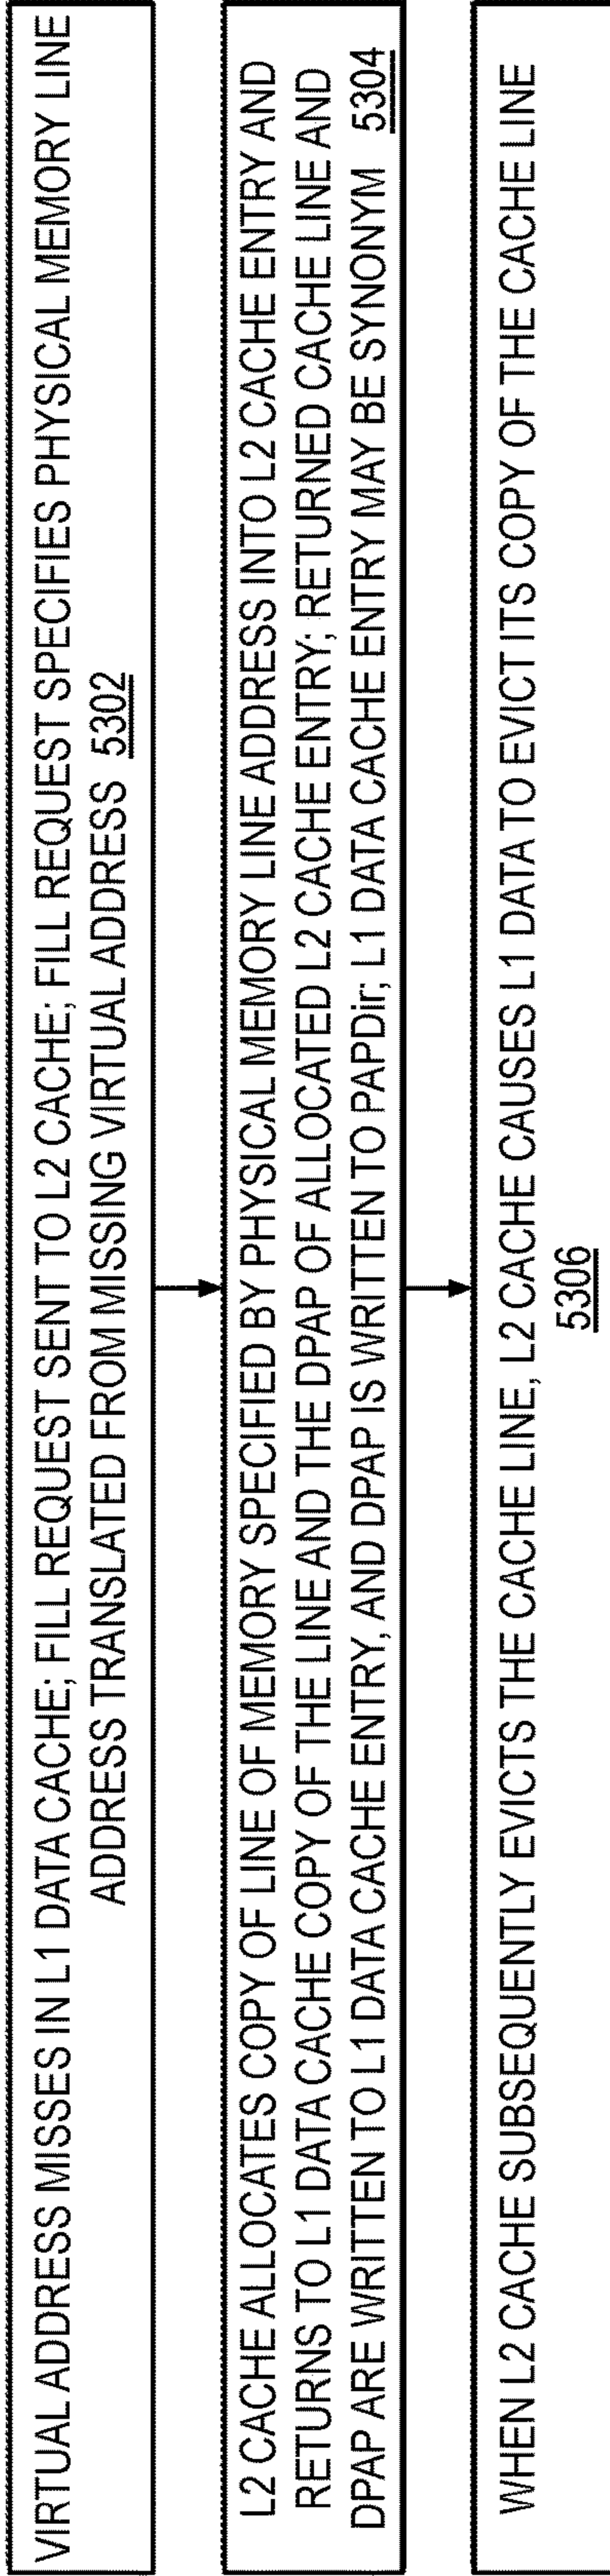 VIRTUAL ADDRESS MISSES IN L1 DATA CACHE; FILL REQUEST SENT TO L2 CACHE; FILL REQUEST SPECIFIES PHYSICAL MEMORY LINE
ADDRESS TRANSLATED FROM MISSING VIRTUAL ADDRESS 5302
L2 CACHE ALLOCATES COPY OF LINE OF MEMORY SPECIFIED BY PHYSICAL MEMORY LINE ADDRESS INTO L2 CACHE ENTRY AND
RETURNS TO L1 DATA CACHE COPY OF THE LINE AND THE DPAP OF ALLOCATED L2 CACHE ENTRY; RETURNED CACHE LINE AND
DPAP ARE WRITTEN TO L1 DATA CACHE ENTRY, AND DPAP IS WRITTEN TO PAPDir; L1 DATA CACHE ENTRY MAY BE SYNONYM 5304
WHEN L2 CACHE SUBSEQUENTLY EVICTS THE CACHE LINE, L2 CACHE CAUSES L1 DATA TO EVICT ITS COPY OF THE CACHE LINE
5306